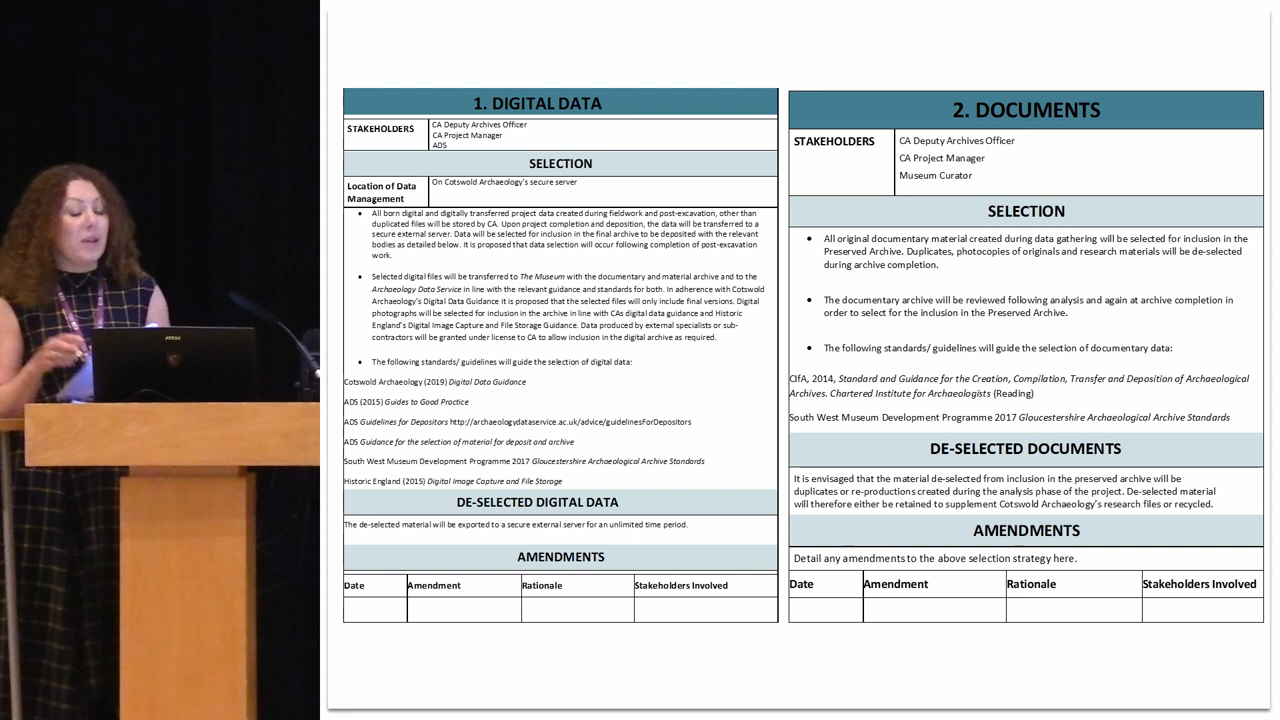 msi
1. DIGITAL DATA
STAKEHOLDERS
CA Deputy Archives Officer
CA Project Manager
ADS
SELECTION
Location of Data
Management
On Cotswold Archaeology's secure server
• All born digital and digitally transferred project data created during fieldwork and post-excavation, other than
duplicated files will be stored by CA. Upon project completion and deposition, the data will be transferred to a
secure external server. Data will be selected for inclusion in the final archive to be deposited with the relevant
bodies as detailed below. It is proposed that data selection will occur following completion of post-excavation
work.
• Selected digital files will be transferred to The Museum with the documentary and material archive and to the
Archaeology Data Service in line with the relevant guidance and standards for both. In adherence with Cotswold
Archaeology's Digital Data Guidance it is proposed that the selected files will only include final versions. Digital
photographs will be selected for inclusion in the archive in line with CAs digital data guidance and Historic
England's Digital Image Capture and File Storage Guidance. Data produced by external specialists or sub-
contractors will be granted under license to CA to allow inclusion in the digital archive as required.
• The following standards/ guidelines will guide the selection of digital data:
Cotswold Archaeology (2019) Digital Data Guidance
ADS (2015) Guides to Good Practice
ADS Guidelines for Depositors http://archaeologydataservice.ac.uk/advice/guidelinesForDepositors
ADS Guidance for the selection of material for deposit and archive
South West Museum Development Programme 2017 Gloucestershire Archaeological Archive Standards
Historic England (2015) Digital Image Capture and File Storage
DE-SELECTED DIGITAL DATA
The de-selected material will be exported to a secure external server for an unlimited time period.
AMENDMENTS
Date Amendment Rationale Stakeholders Involved
2. DOCUMENTS
STAKEHOLDERS
CA Deputy Archives Officer
CA Project Manager
Museum Curator
SELECTION
• All original documentary material created during data gathering will be selected for inclusion in the
Preserved Archive. Duplicates, photocopies of originals and research materials will be de-selected
during archive completion.
• The documentary archive will be reviewed following analysis and again at archive completion in
order to select for the inclusion in the Preserved Archive.
• The following standards/ guidelines will guide the selection of documentary data:
CIfA, 2014, Standard and Guidance for the Creation, Compilation, Transfer and Deposition of Archaeological
Archives. Chartered Institute for Archaeologists (Reading)
South West Museum Development Programme 2017 Gloucestershire Archaeological Archive Standards
DE-SELECTED DOCUMENTS
It is envisaged that the material de-selected from inclusion in the preserved archive will be
duplicates or re-productions created during the analysis phase of the project. De-selected material
will therefore either be retained to supplement Cotswold Archaeology's research files or recycled.
AMENDMENTS
Detail any amendments to the above selection strategy here.
Date Amendment Rationale Stakeholders Involved